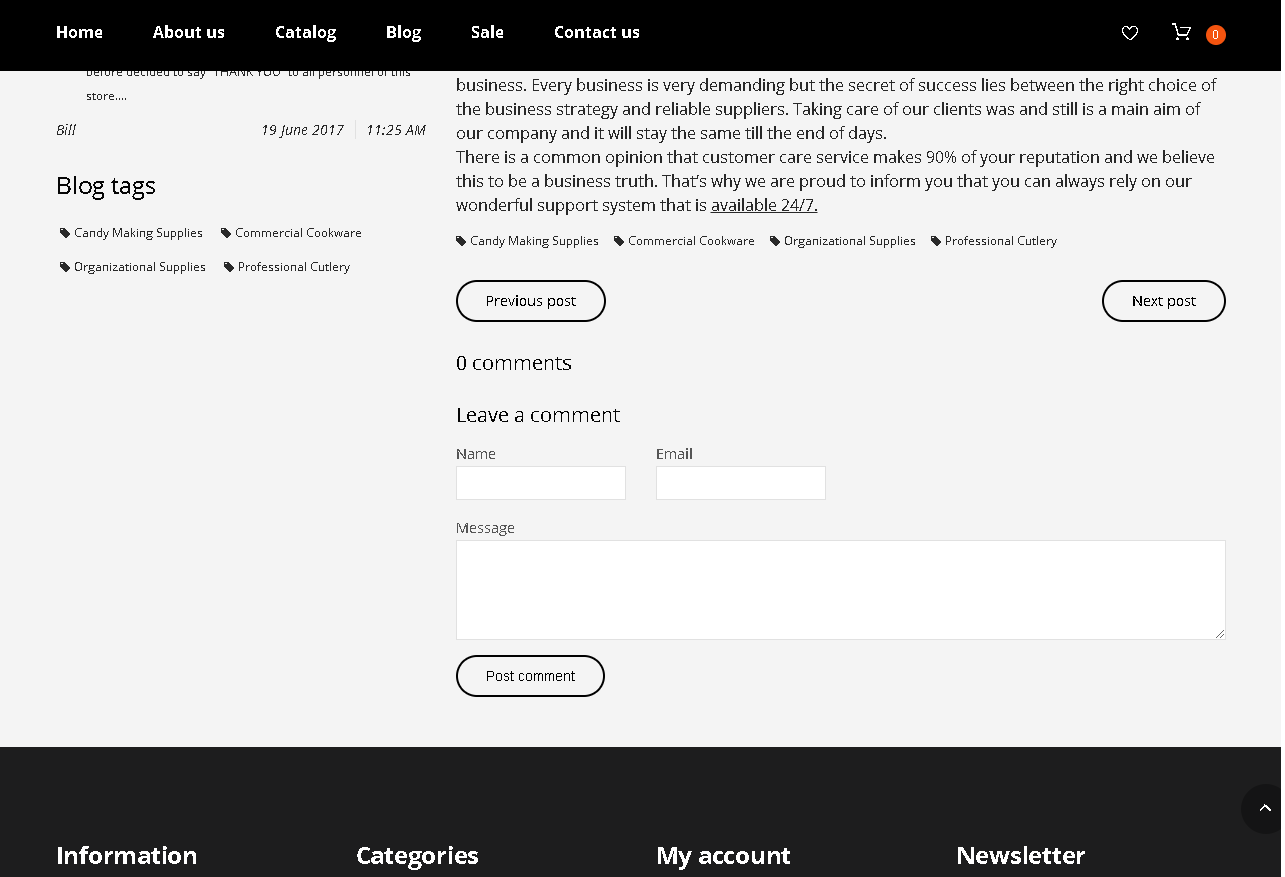 Home About us Catalog Blog Sale Contact us 0
before decided to say "THANK YOU" to all personnel of this
store....
Bill 19 June 2017 11:25 AM
Blog tags
Candy Making Supplies Commercial Cookware
Organizational Supplies Professional Cutlery
business. Every business is very demanding but the secret of success lies between the right choice of
the business strategy and reliable suppliers. Taking care of our clients was and still is a main aim of
our company and it will stay the same till the end of days.
There is a common opinion that customer care service makes 90% of your reputation and we believe
this to be a business truth. That’s why we are proud to inform you that you can always rely on our
wonderful support system that is available 24/7.
Candy Making Supplies Commercial Cookware Organizational Supplies Professional Cutlery
Previous post Next post
0 comments
Leave a comment
Name Email
Message
Post comment
Information Categories My account Newsletter